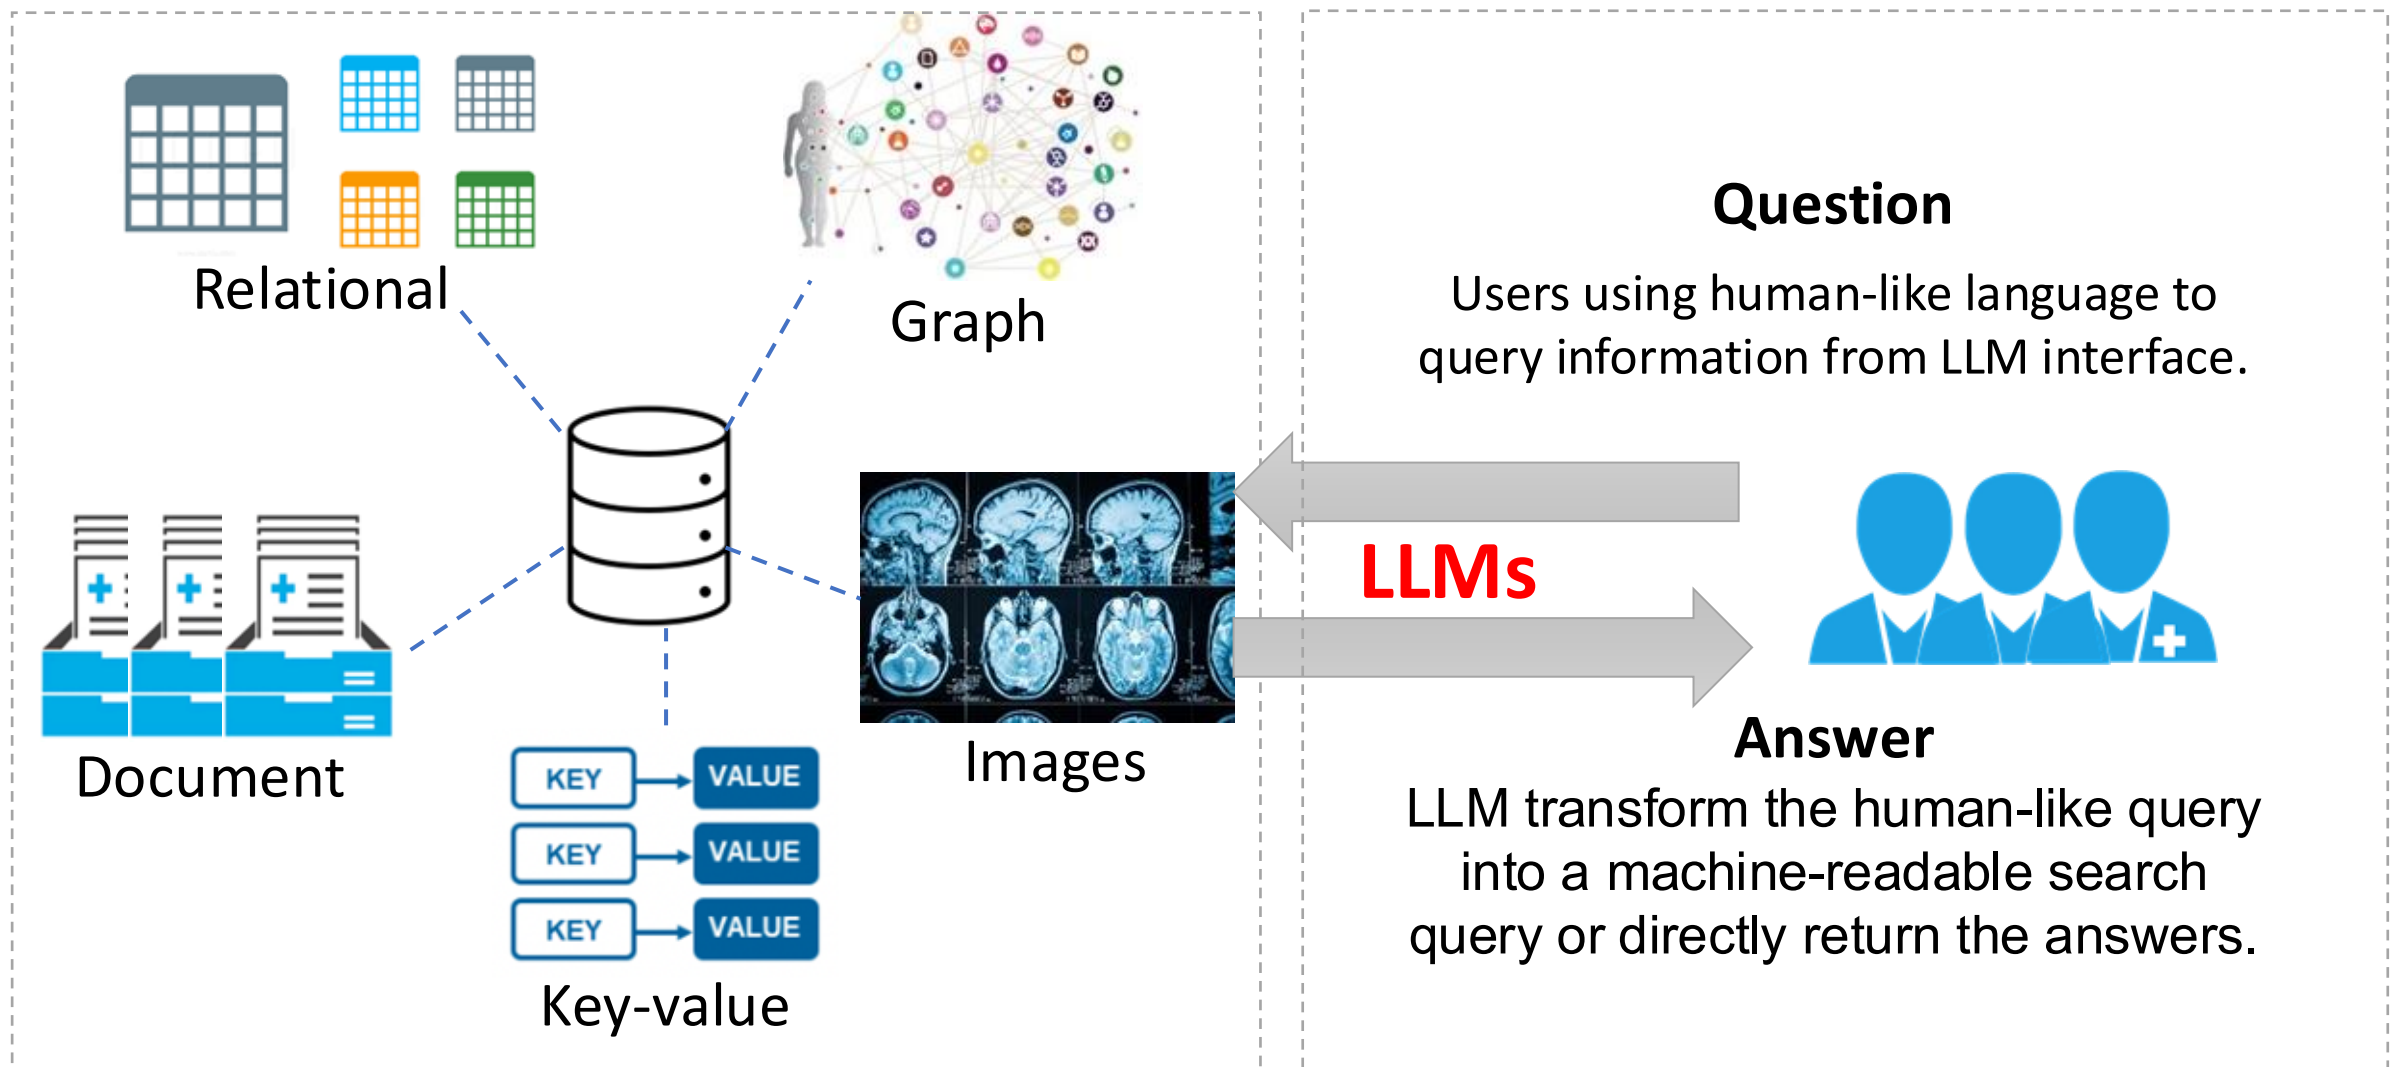 Relational
Graph
Document
Images
KEY
VALUE
KEY
VALUE
KEY
VALUE
Key-value
Question
Users using human-like language to
query information from LLM interface.
LLMs
Answer
LLM transform the human-like query
into a machine-readable search
query or directly return the answers.